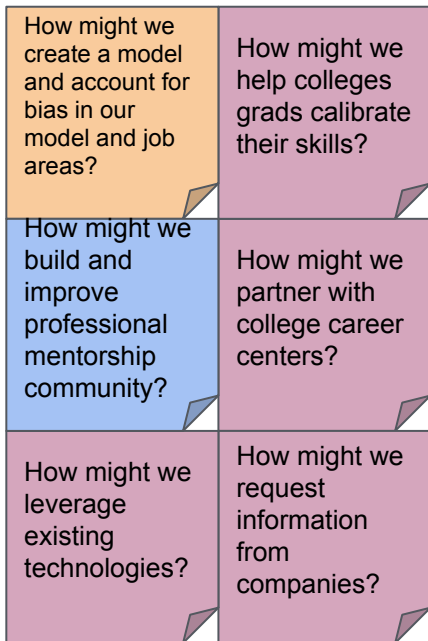 How might we
create a model
and account for
bias in our
model and job
areas?
How might we
help colleges
grads calibrate
their skills?
How might we
build and
improve
professional
mentorship
community?
How might we
partner with
college career
centers?
How might we
leverage
existing
technologies?
How might we
request
information
from
companies?